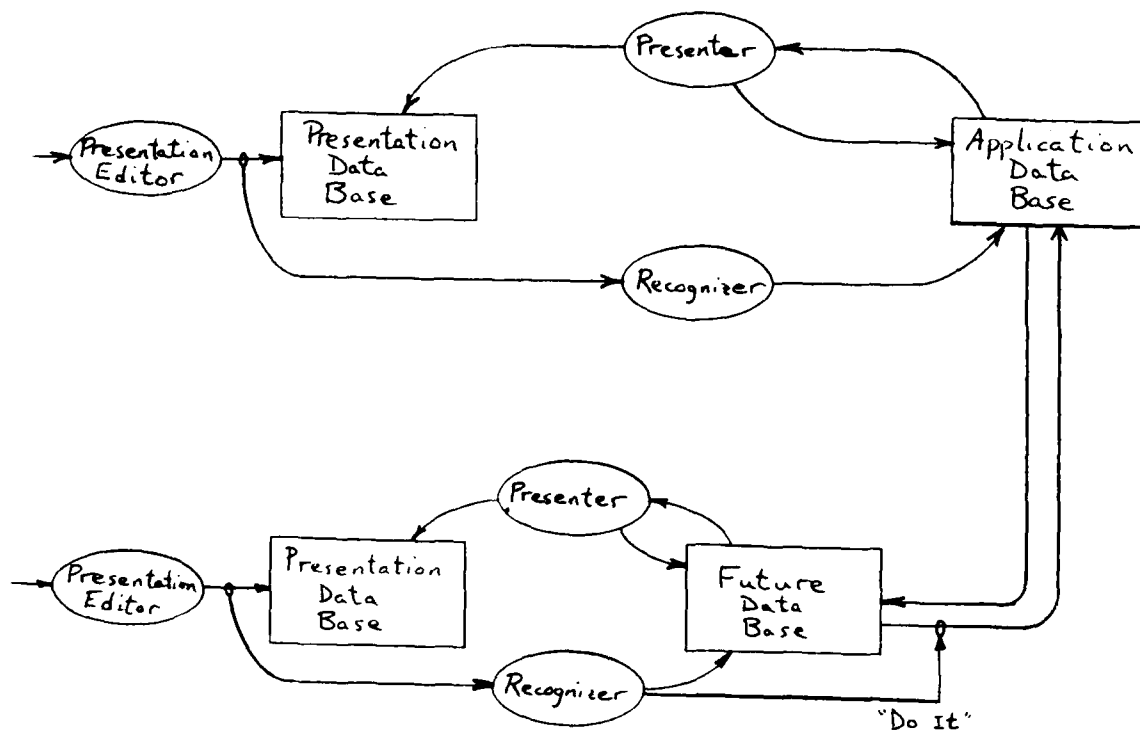 Presenter
Presentation
Editor
Presentation
Data
Base
Application
Data
Base
Recognizer
Presenter
Presentation
Editor
Presentation
Data
Base
Future
Data
Base
Recognizer
"Do It"